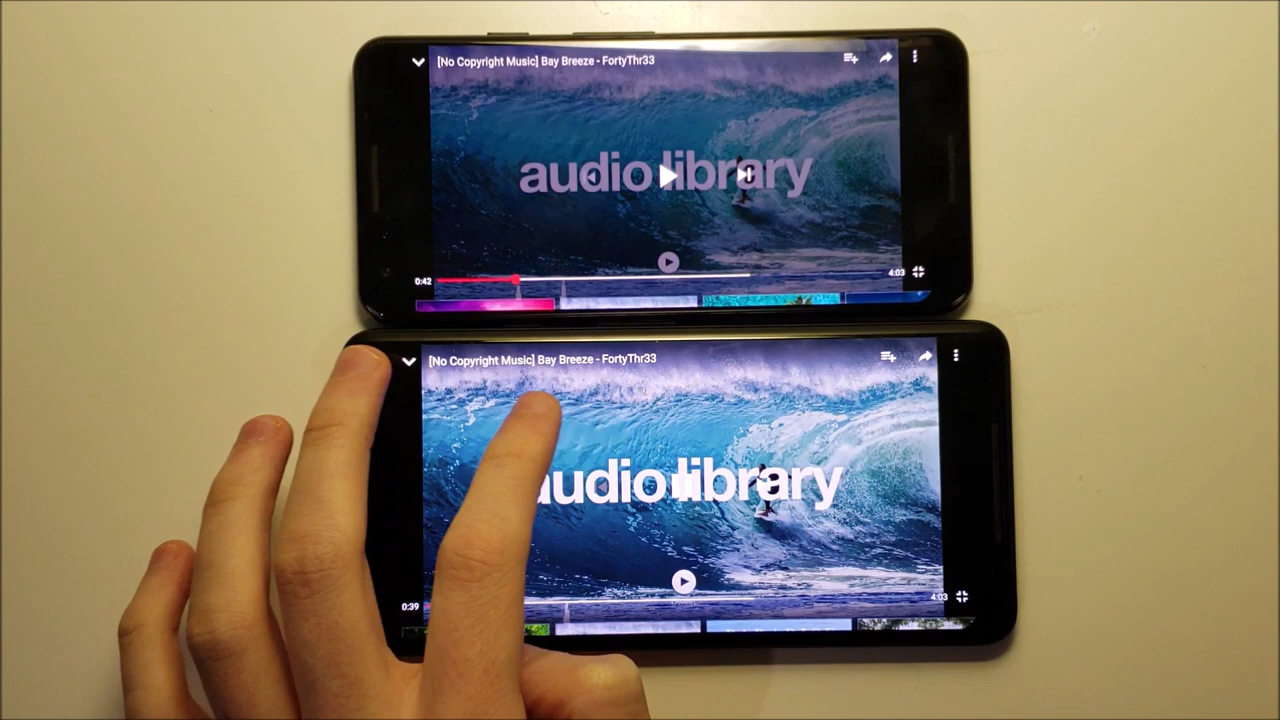 [No Copyright Music] Bay Breeze - FortyThr33
audio library
0:42
4:03
[No Copyright Music] Bay Breeze - FortyThr33
audio library
0:39
4:03